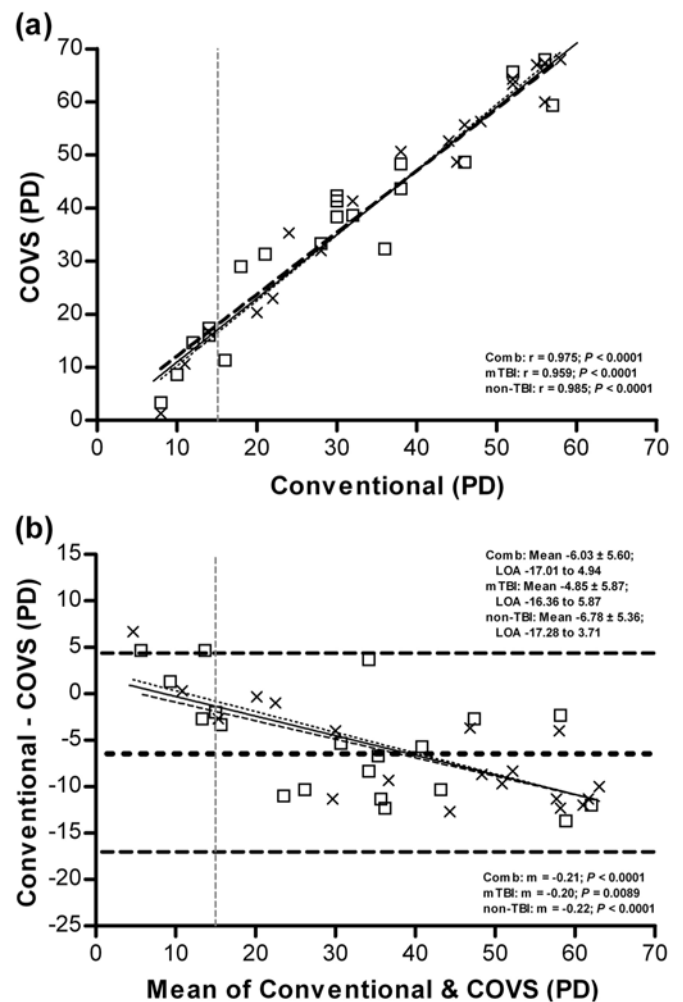 (a)
70
60
50
40
30
20
10
0
COVS (PD)
Comb: r = 0.975; P < 0.0001
mTBI: r = 0.959; P < 0.0001
non-TBI: r = 0.985; P < 0.0001
0 10 20 30 40 50 60 70
Conventional (PD)
(b)
15
10
5
0
-5
-10
-15
-20
-25
Conventional - COVS (PD)
Comb: Mean -6.03 ± 5.60;
LOA -17.01 to 4.94
mTBI: Mean -4.85 ± 5.87;
LOA -16.36 to 5.87
non-TBI: Mean -6.78 ± 5.36;
LOA -17.28 to 3.71
Comb: m = -0.21; P < 0.0001
mTBI: m = -0.20; P = 0.0089
non-TBI: m = -0.22; P < 0.0001
0 10 20 30 40 50 60 70
Mean of Conventional & COVS (PD)